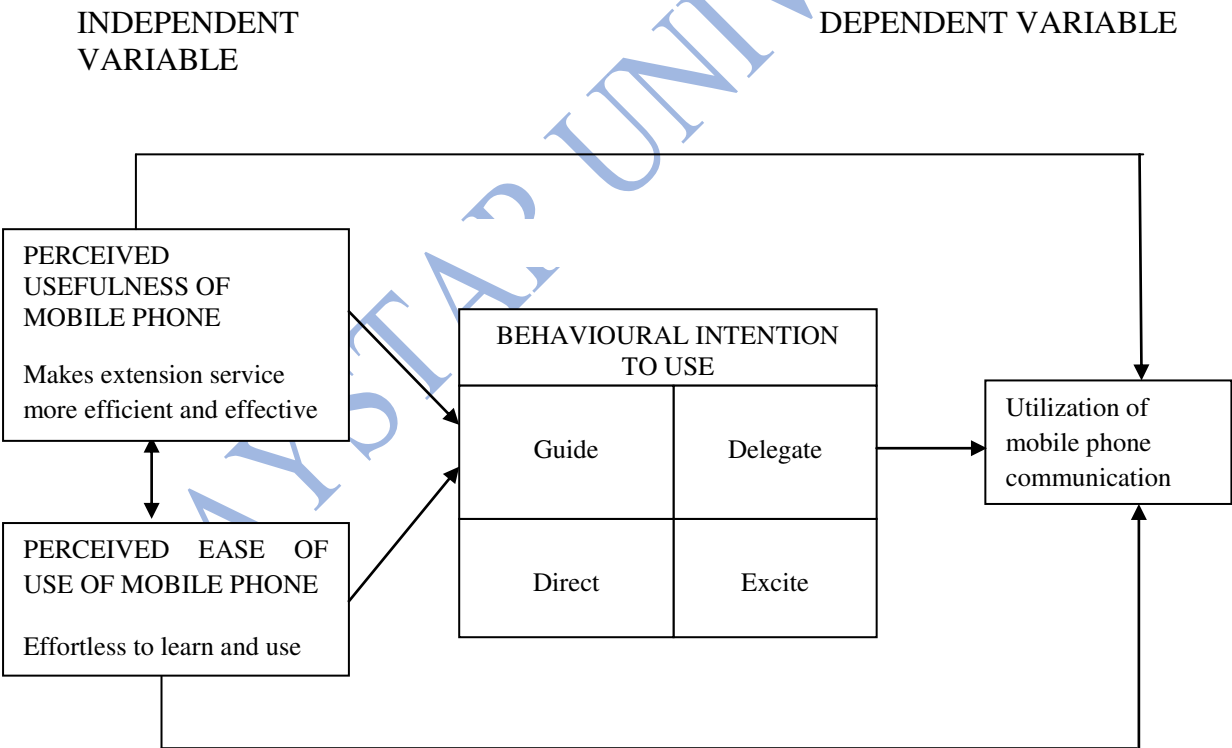 INDEPENDENT
VARIABLE
DEPENDENT VARIABLE
PERCEIVED
USEFULNESS OF
MOBILE PHONE
Makes extension service
more efficient and effective
PERCEIVED EASE OF
USE OF MOBILE PHONE
Effortless to learn and use
BEHAVIOURAL INTENTION
TO USE
Guide
Delegate
Direct
Excite
Utilization of
mobile phone
communication